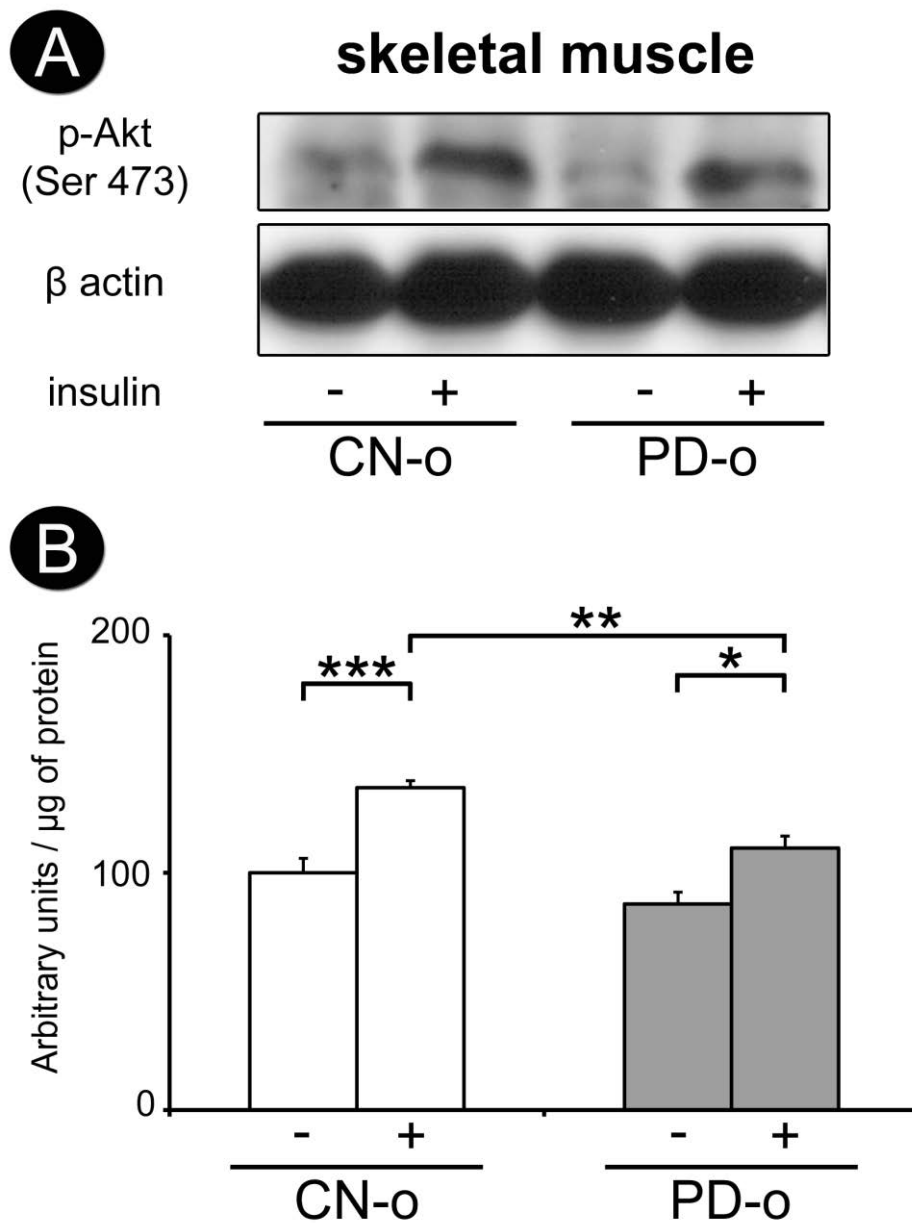 A
skeletal muscle
p-Akt
(Ser 473)
β actin
insulin - + - +
CN-o PD-o
B
200
100
0
Arbitrary units / µg of protein
*** ** *
- + - +
CN-o PD-o